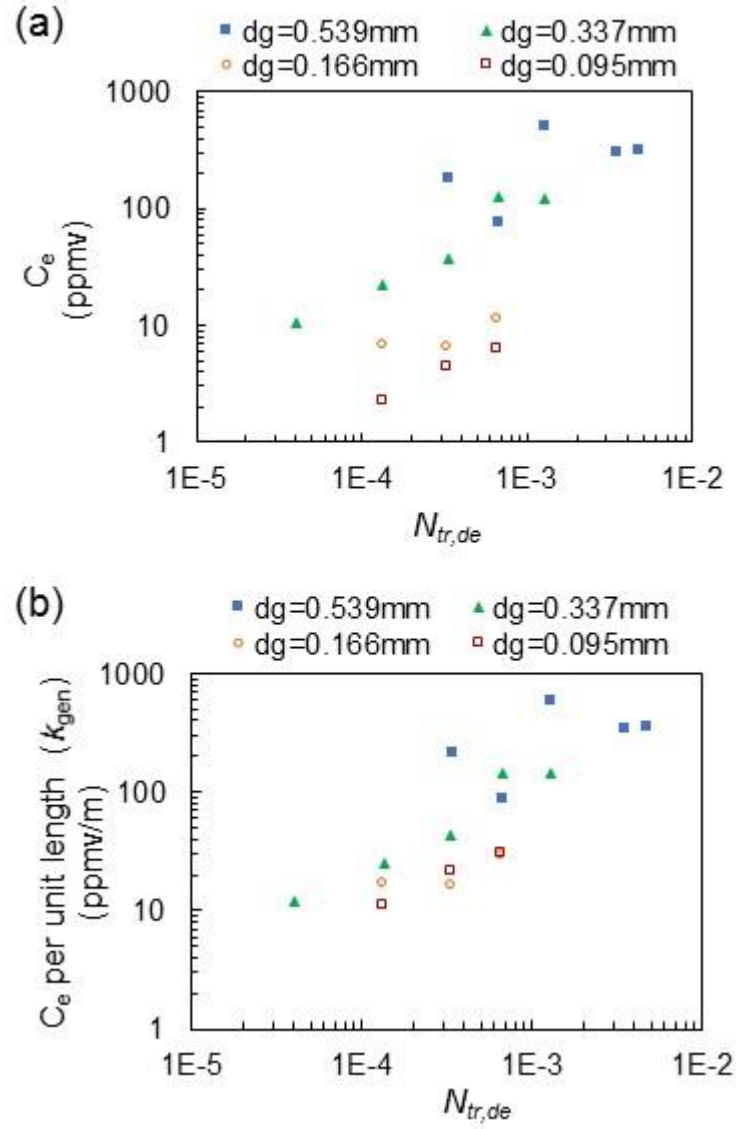 (a)
dg=0.539mm dg=0.337mm
dg=0.166mm dg=0.095mm
1000
100
10
1
Ce
(ppmv)
1E-5 1E-4 1E-3 1E-2
Ntr,de
(b)
dg=0.539mm dg=0.337mm
dg=0.166mm dg=0.095mm
1000
100
10
1
Ce per unit length (kgen)
(ppmv/m)
1E-5 1E-4 1E-3 1E-2
Ntr,de